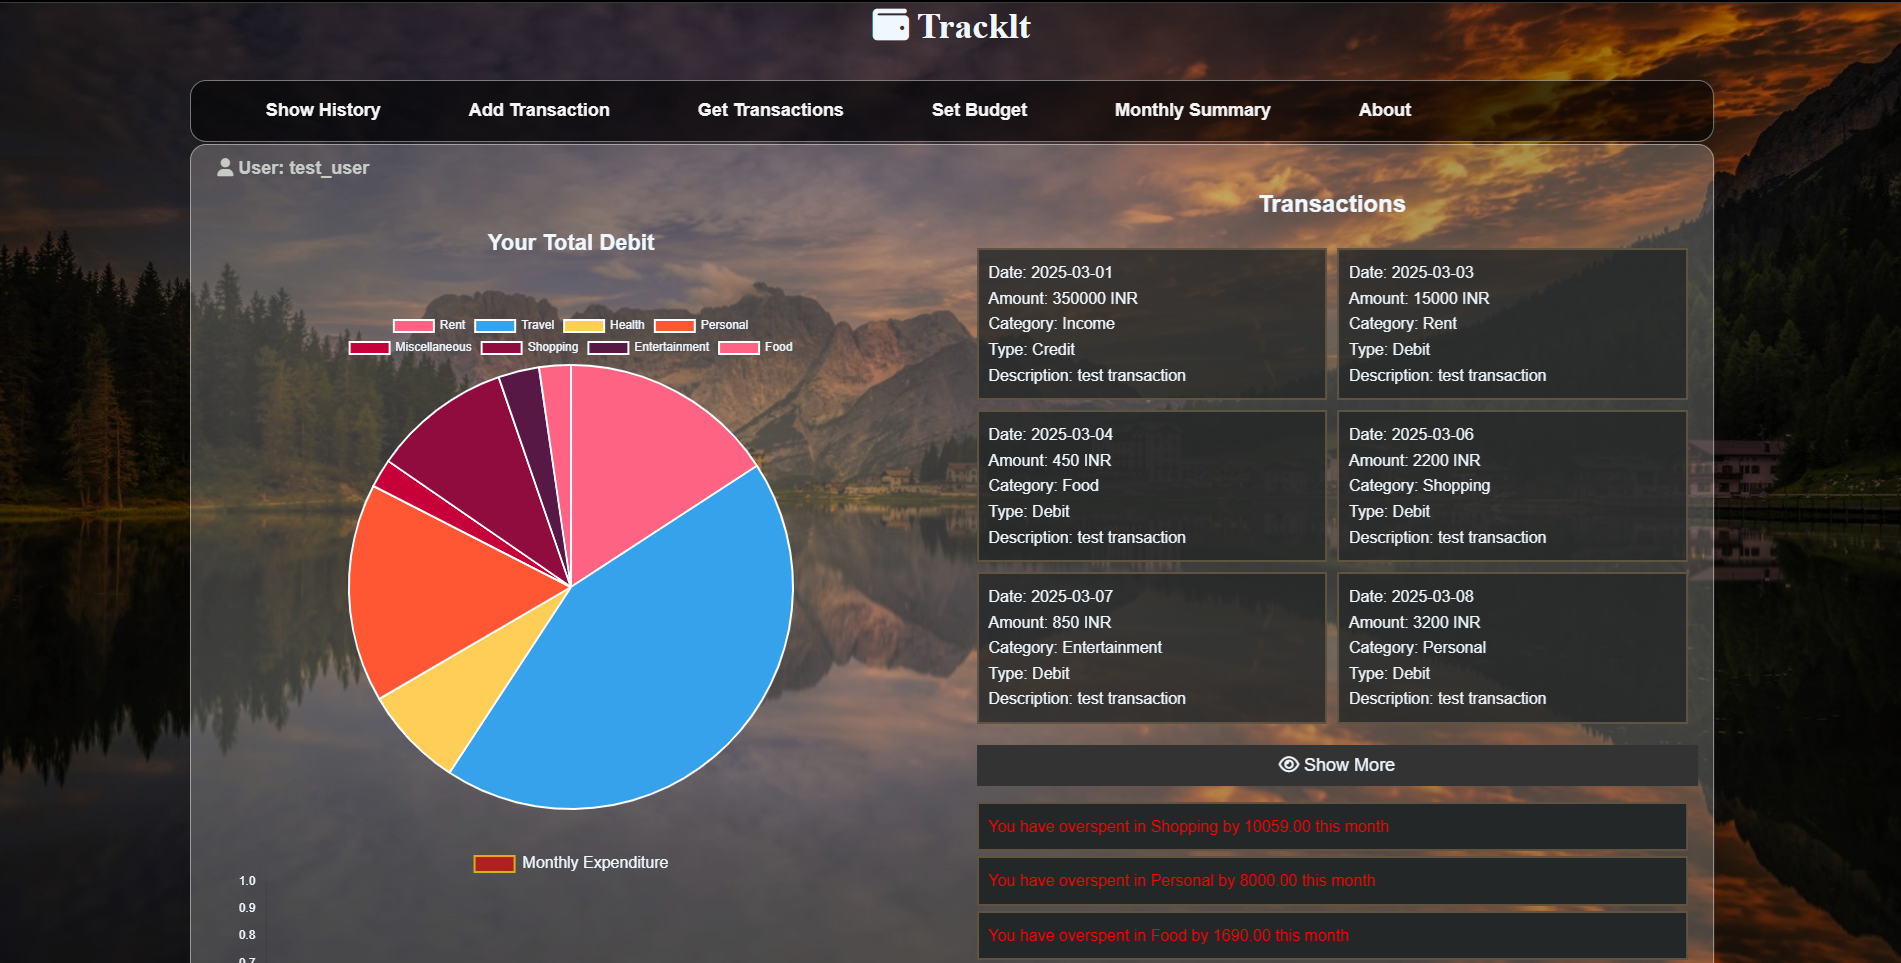 TrackIt
Show History Add Transaction Get Transactions Set Budget Monthly Summary About
User: test_user
Your Total Debit
Rent Travel Health Personal
Miscellaneous Shopping Entertainment Food
Monthly Expenditure
1.0
0.9
0.8
0.7
Transactions
Date: 2025-03-01
Amount: 350000 INR
Category: Income
Type: Credit
Description: test transaction
Date: 2025-03-03
Amount: 15000 INR
Category: Rent
Type: Debit
Description: test transaction
Date: 2025-03-04
Amount: 450 INR
Category: Food
Type: Debit
Description: test transaction
Date: 2025-03-06
Amount: 2200 INR
Category: Shopping
Type: Debit
Description: test transaction
Date: 2025-03-07
Amount: 850 INR
Category: Entertainment
Type: Debit
Description: test transaction
Date: 2025-03-08
Amount: 3200 INR
Category: Personal
Type: Debit
Description: test transaction
Show More
You have overspent in Shopping by 10059.00 this month
You have overspent in Personal by 8000.00 this month
You have overspent in Food by 1690.00 this month